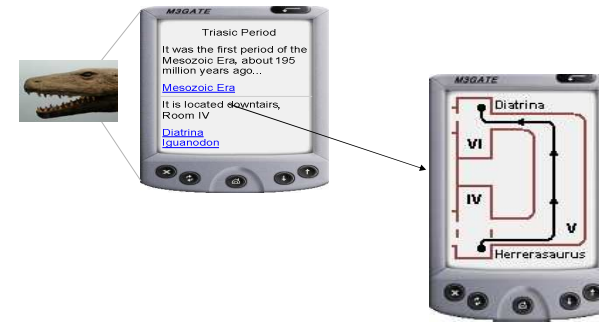 M3GATE
Triasic Period
It was the first period of the
Mesozoic Era, about 195
million years ago...
Mesozoic Era
It is located downtairs,
Room IV
Diatrina
Iguanodon
M3GATE
Diatrina
VI
IV
V
Herrerasaurus